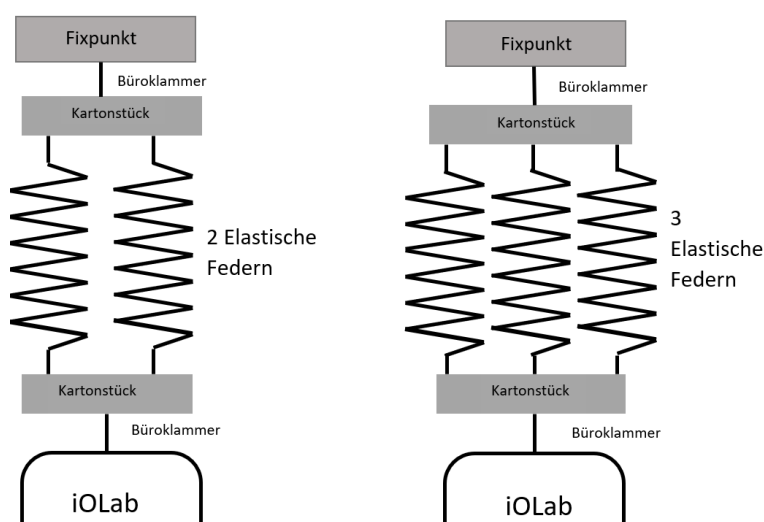 Fixpunkt
Büroklammer
Kartonstück
2 Elastische
Federn
Kartonstück
Büroklammer
iOLab
Fixpunkt
Büroklammer
Kartonstück
3
Elastische
Federn
Kartonstück
Büroklammer
iOLab